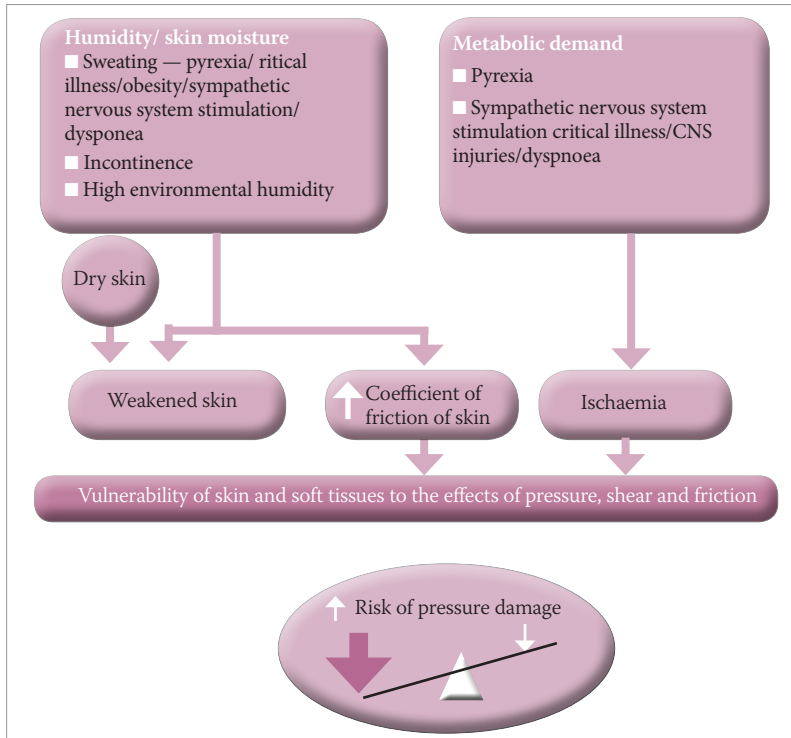 Humidity/ skin moisture
Sweating — pyrexia/ ritical
illness/obesity/sympathetic
nervous system stimulation/
dysponea
Incontinence
High environmental humidity
Metabolic demand
Pyrexia
Sympathetic nervous system
stimulation critical illness/CNS
injuries/dyspnoea
Dry skin
Weakened skin
Coefficient of
friction of skin
Ischaemia
Vulnerability of skin and soft tissues to the effects of pressure, shear and friction
Risk of pressure damage